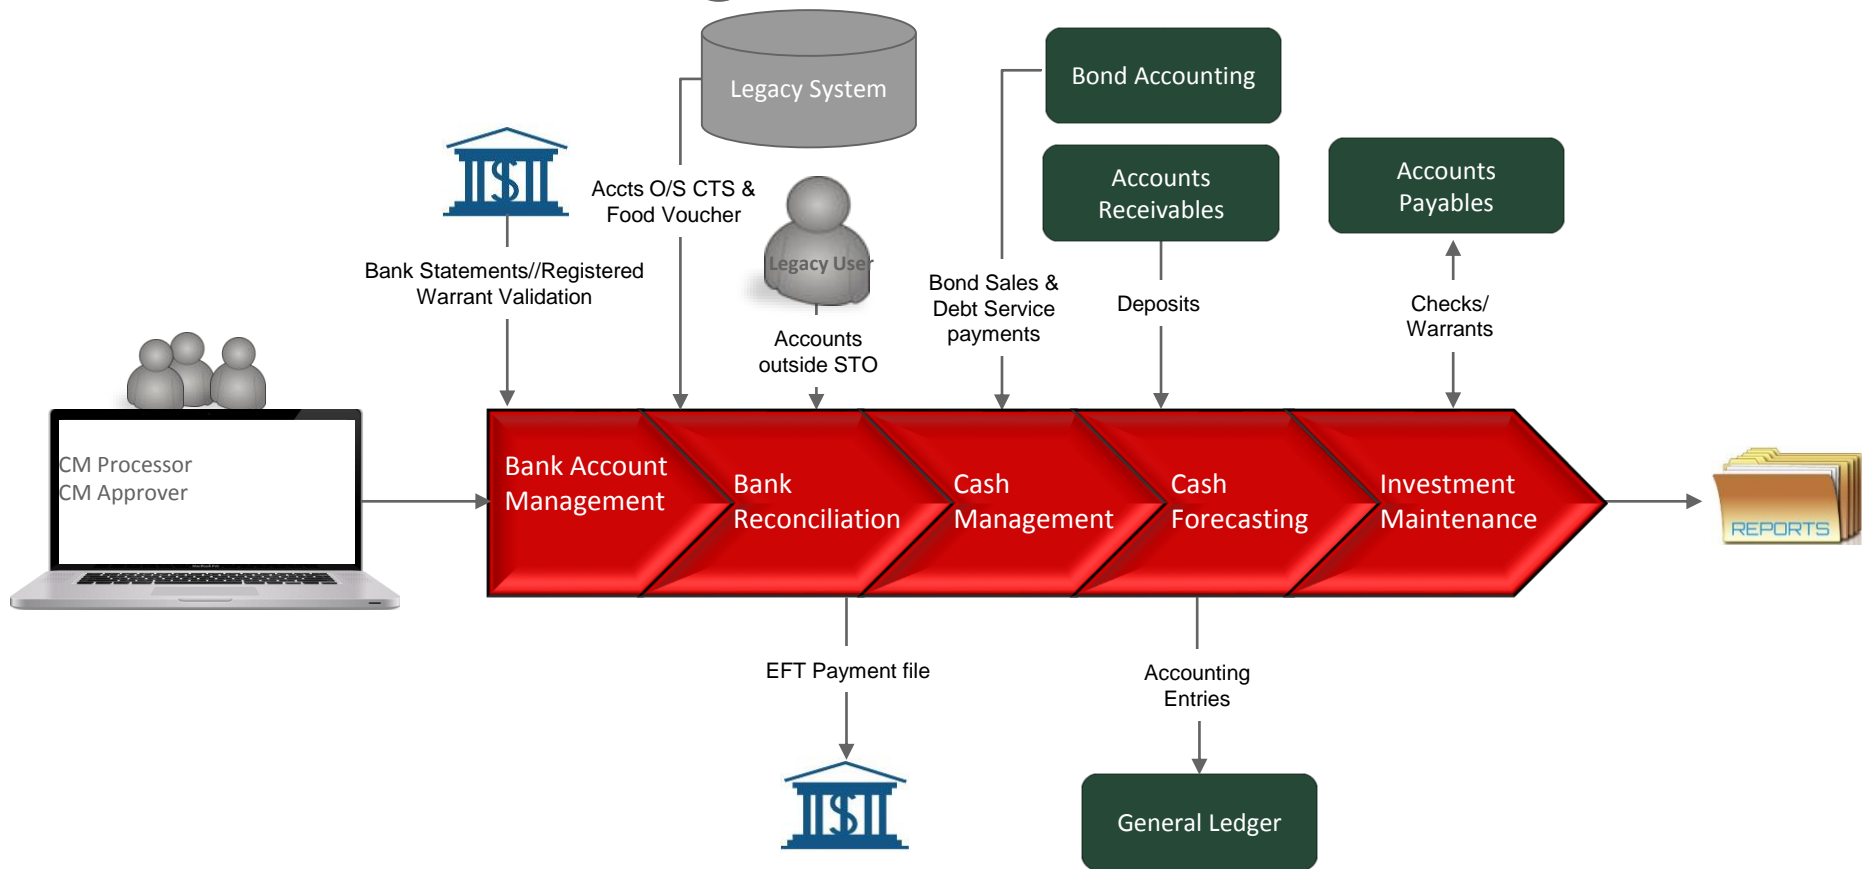 Legacy System
Bond Accounting
Accounts
Receivables
Accounts
Payables
Accts O/S CTS &
Food Voucher
Legacy User
Bank Statements//Registered
Warrant Validation
Bond Sales &
Debt Service
payments
Deposits
Checks/
Warrants
Accounts
outside STO
CM Processor
CM Approver
Bank Account
Management
Bank
Reconciliation
Cash
Management
Cash
Forecasting
Investment
Maintenance
REPORTS
EFT Payment file
Accounting
Entries
General Ledger